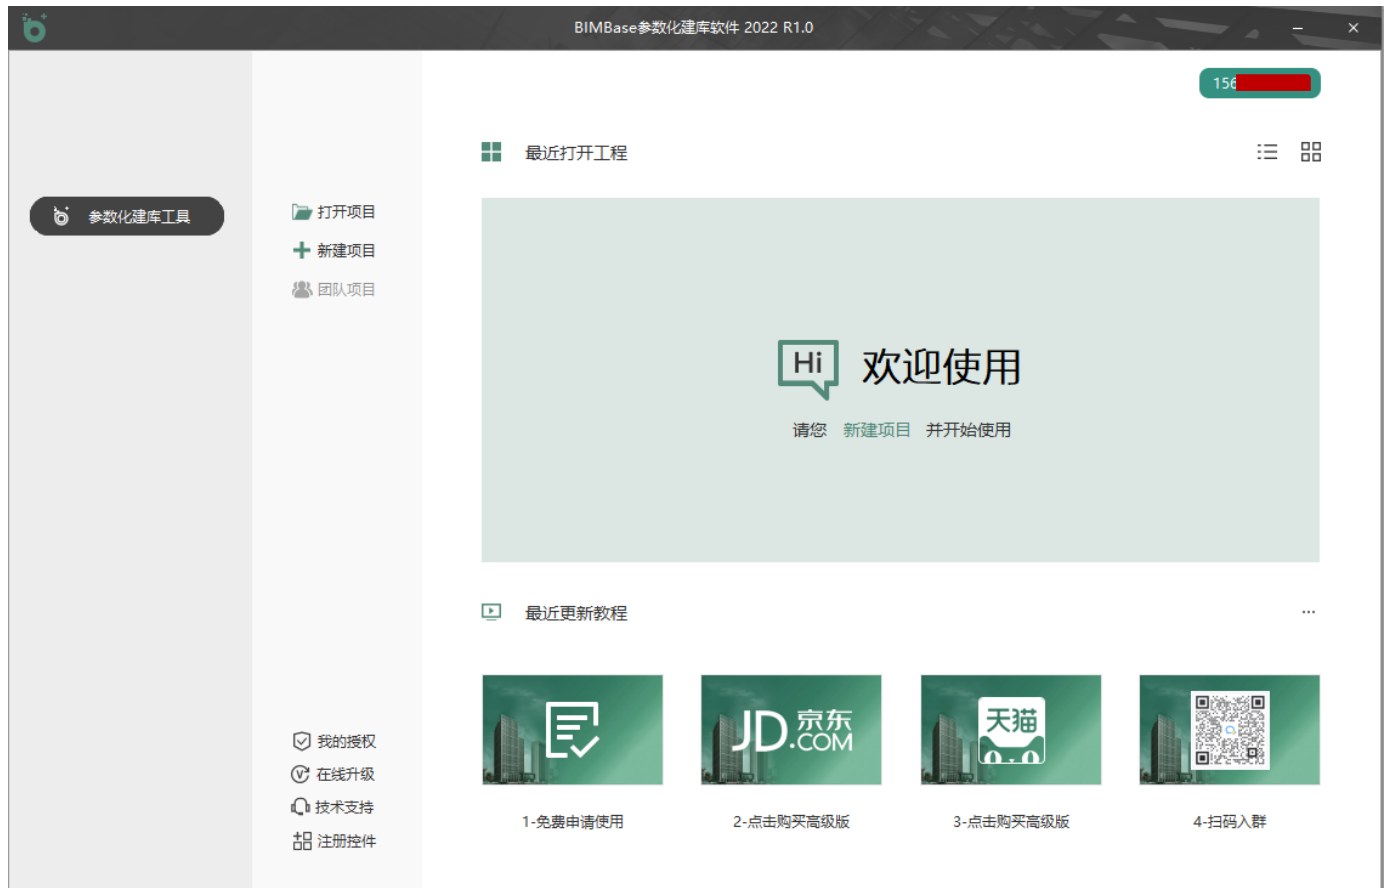 BIMBase参数化建库软件 2022 R1.0
156
最近打开工程
参数化建库工具
打开项目
新建项目
团队项目
Hi 欢迎使用
请您 新建项目 并开始使用
最近更新教程
JD.COM 京东
天猫
1-免费申请使用
2-点击购买高级版
3-点击购买高级版
4-扫码入群
我的授权
在线升级
技术支持
注册控件